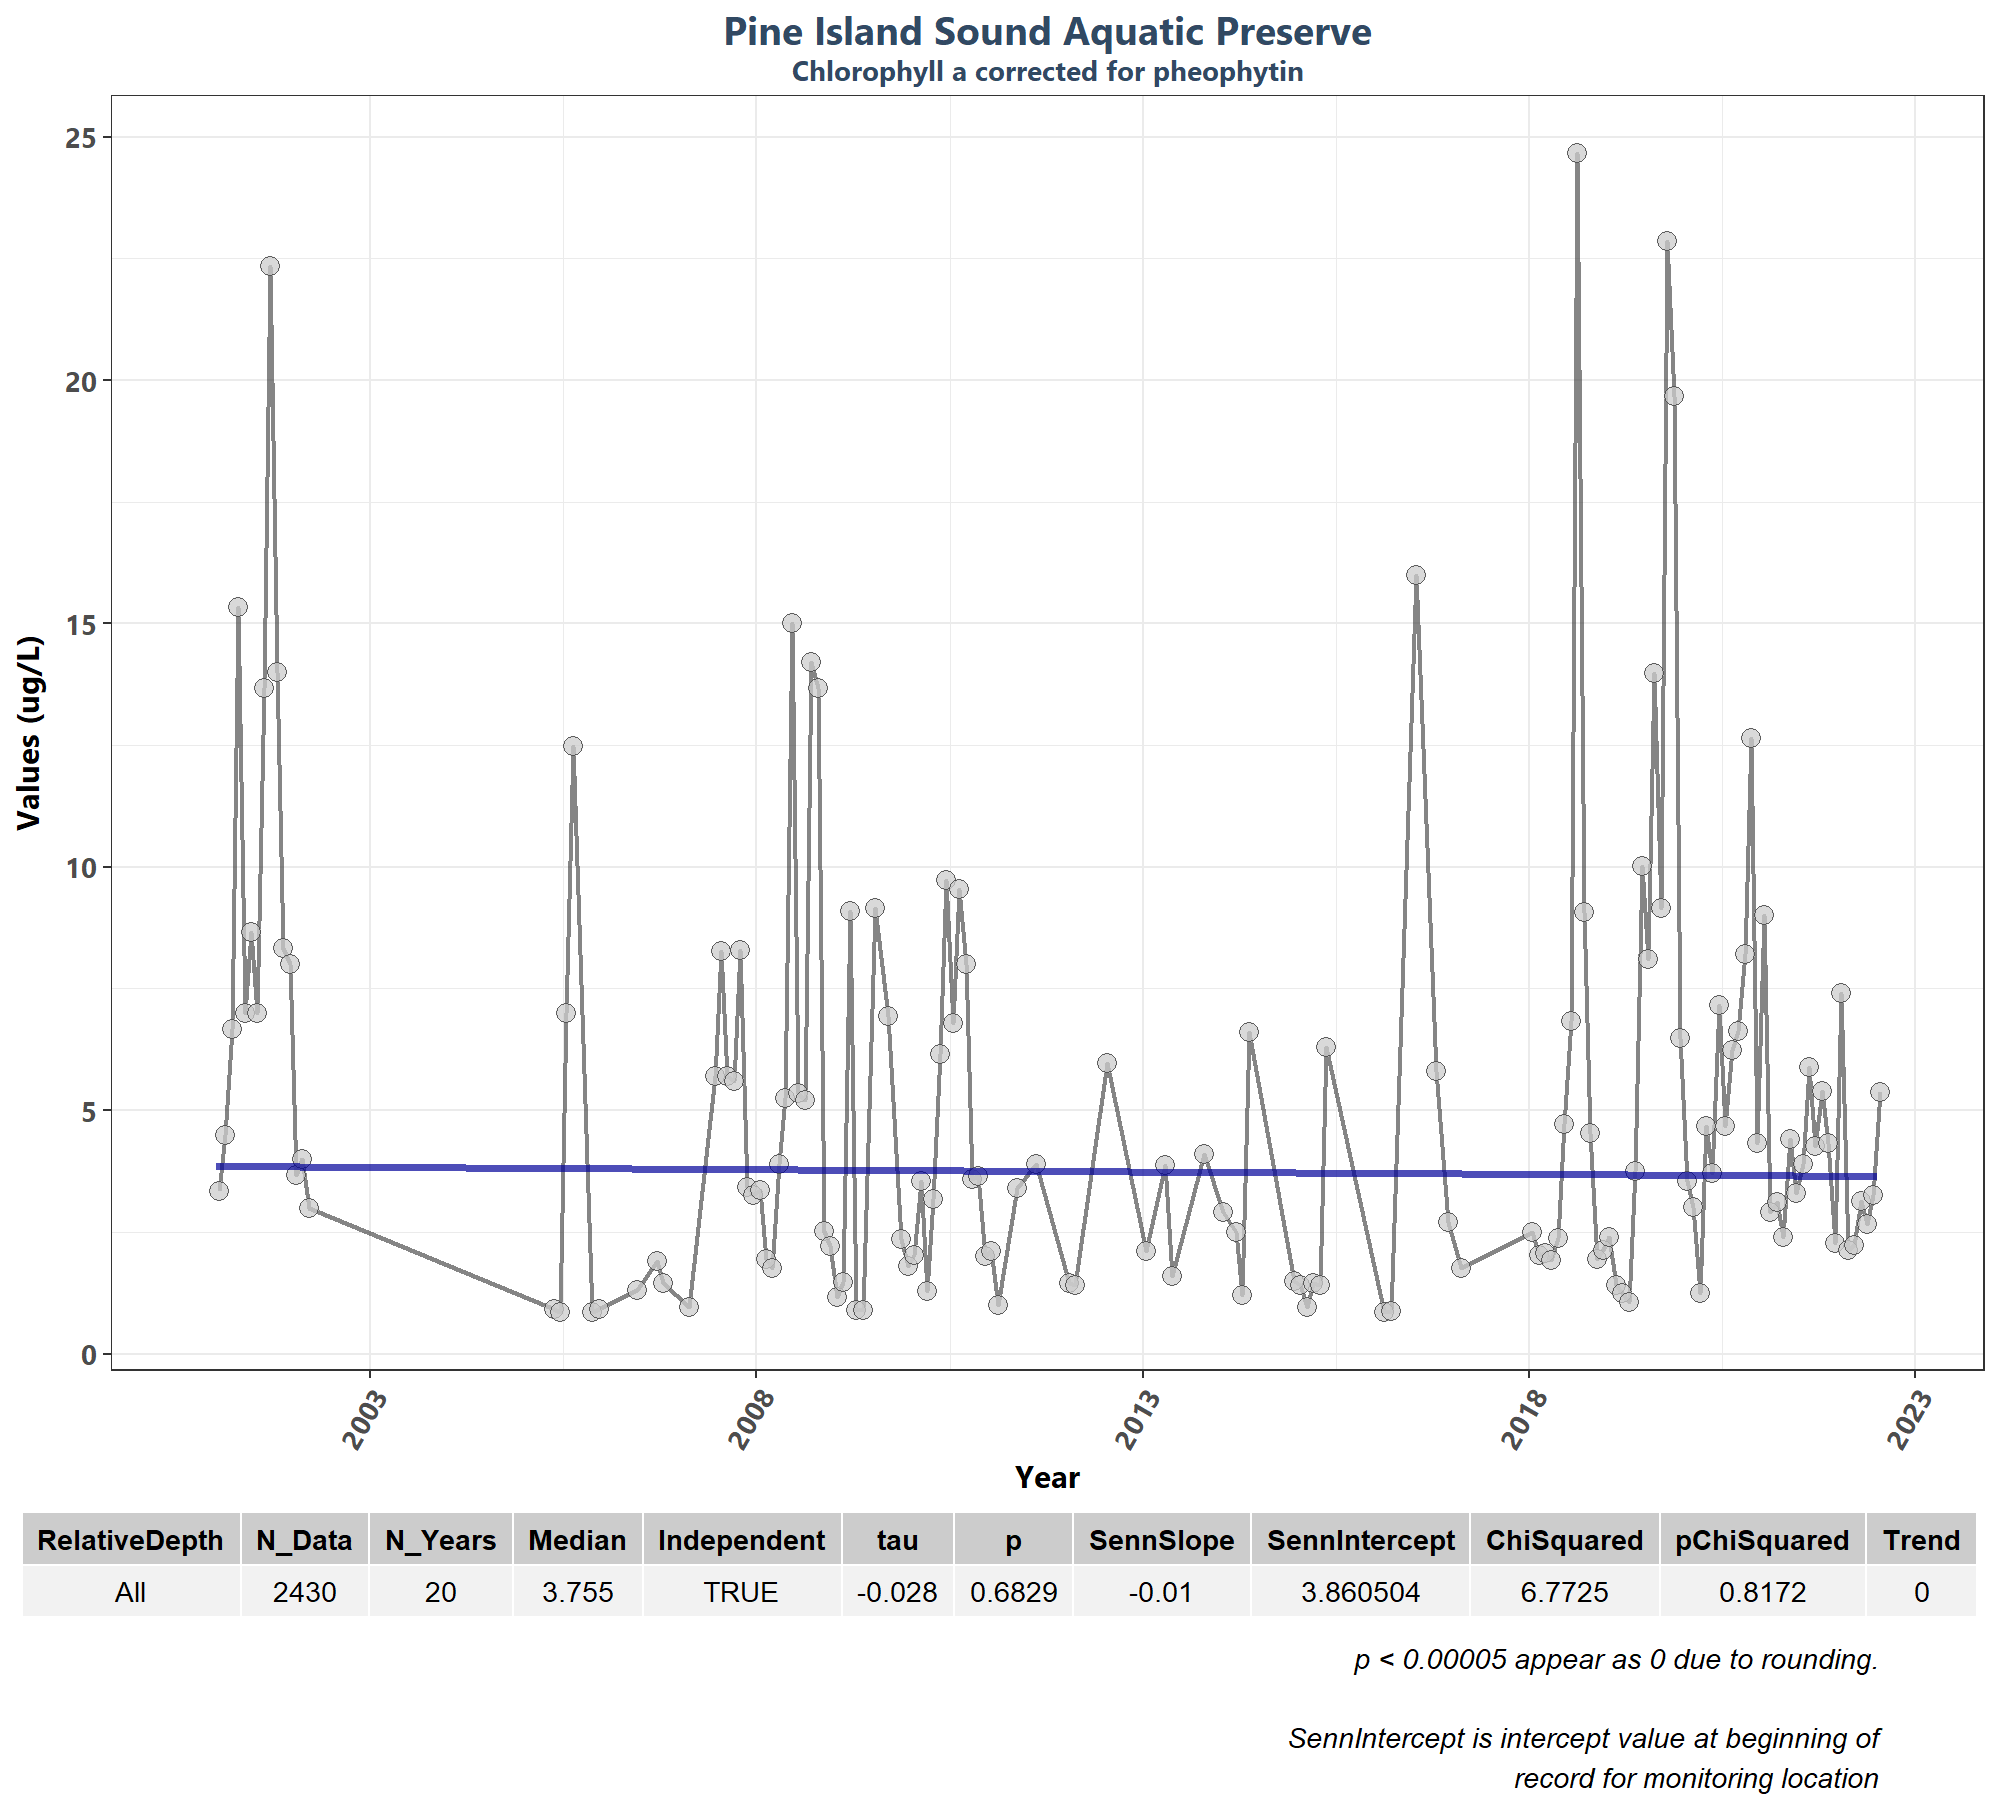 Pine Island Sound Aquatic Preserve
Chlorophyll a corrected for pheophytin
Values (ug/L)
25
20
15
10
5
0
2003
2008
2013
2018
2023
Year
RelativeDepth N_Data N_Years Median Independent tau p SennSlope SennIntercept ChiSquared pChiSquared Trend
All 2430 20 3.755 TRUE -0.028 0.6829 -0.01 3.860504 6.7725 0.8172 0
p < 0.00005 appear as 0 due to rounding.
SennIntercept is intercept value at beginning of
record for monitoring location